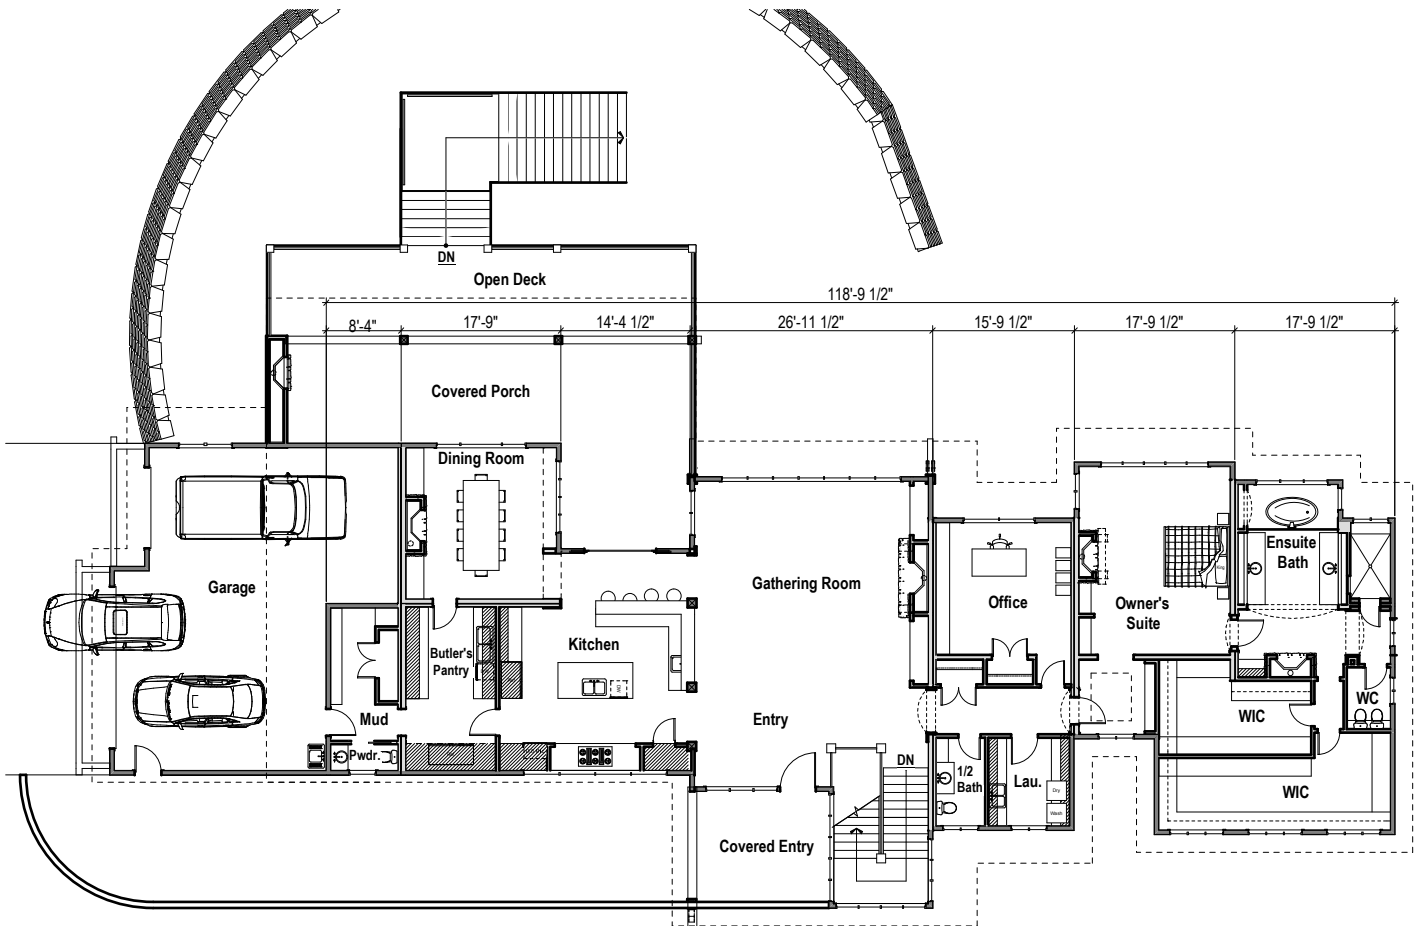 DN
Open Deck
118'-9 1/2"
8'-4"
17'-9"
14'-4 1/2"
26'-11 1/2"
15'-9 1/2"
17'-9 1/2"
17'-9 1/2"
Covered Porch
Dining Room
Garage
Gathering Room
Office
Ensuite
Bath
King
Owner's
Suite
Kitchen
Butler's
Pantry
Mud
Entry
WIC
WC
Pwdr.
DN
1/2
Bath
Lau.
Dry
Wash
WIC
Covered Entry